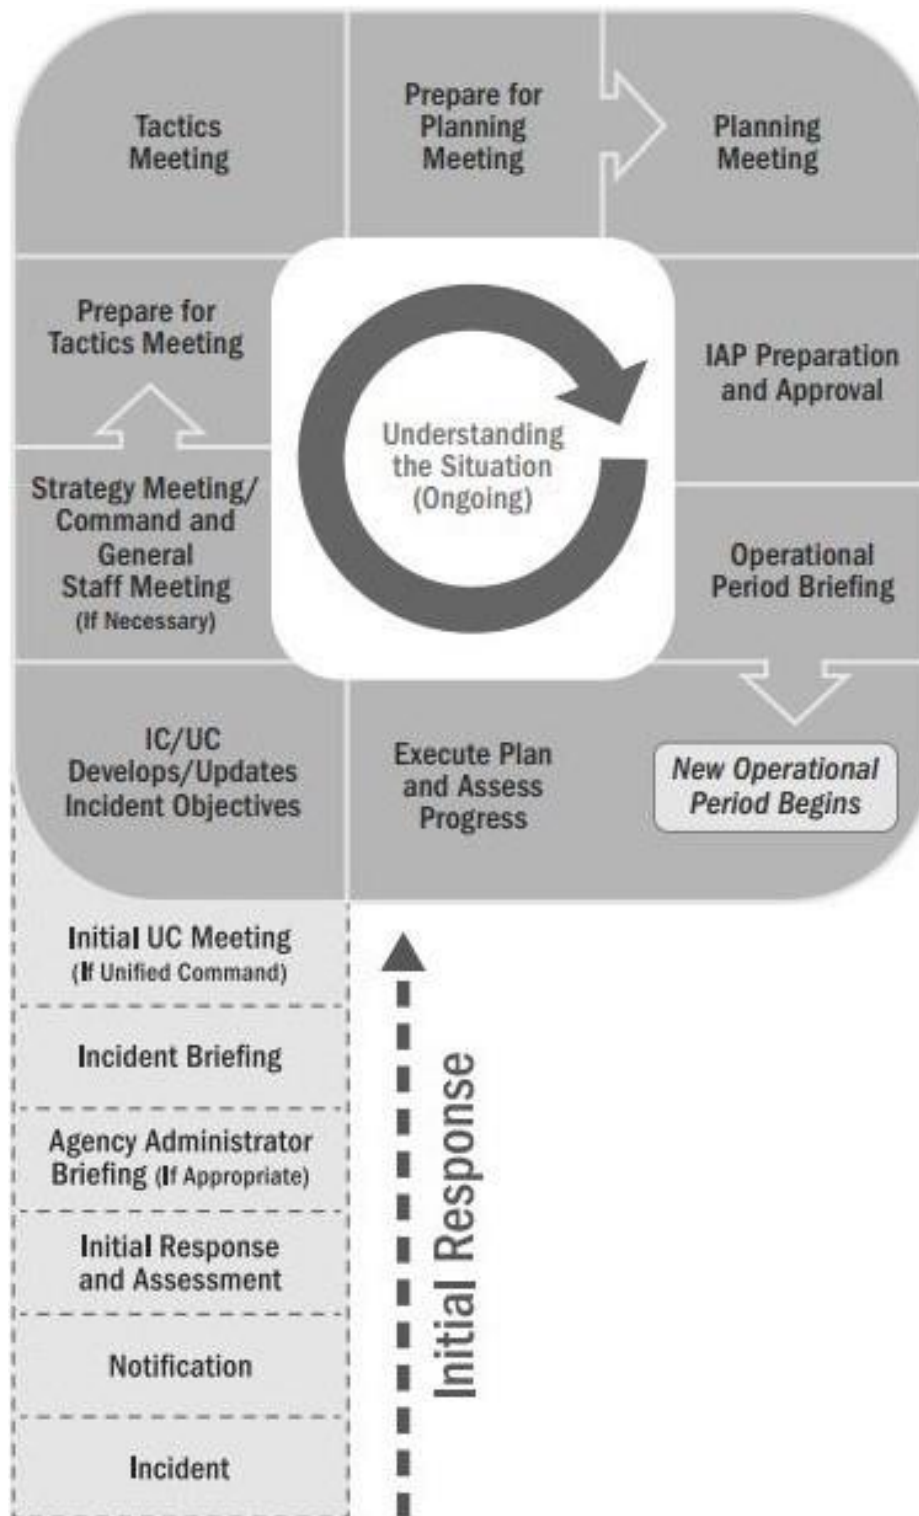 Tactics
Meeting
Prepare for
Planning
Meeting
Planning
Meeting
Prepare for
Tactics Meeting
Understanding
the Situation
(Ongoing)
IAP Preparation
and Approval
Strategy Meeting/
Command and
General
Staff Meeting
(If Necessary)
Operational
Period Briefing
IC/UC
Develops/Updates
Incident Objectives
Execute Plan
and Assess
Progress
New Operational
Period Begins
Initial UC Meeting
(If Unified Command)
Incident Briefing
Agency Administrator
Briefing (If Appropriate)
Initial Response
and Assessment
Notification
Incident
Initial Response